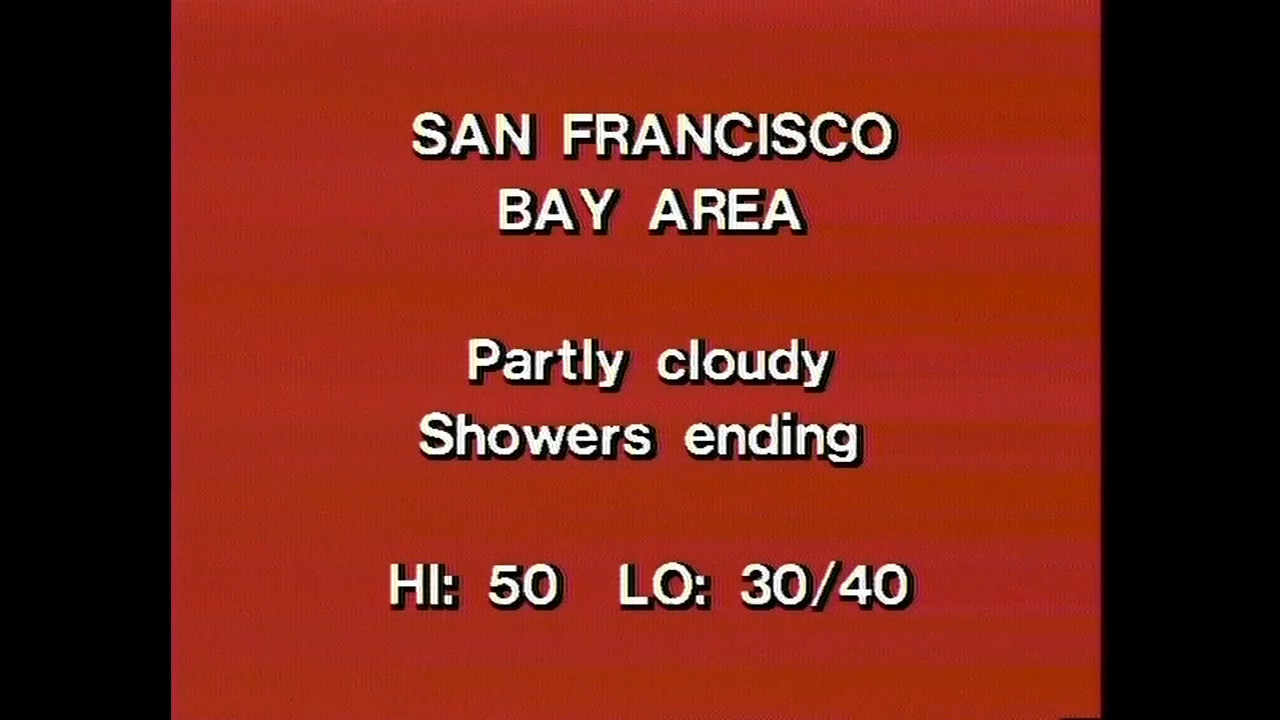 SAN FRANCISCO
BAY AREA
Partly cloudy
Showers ending
HI: 50 LO: 30/40